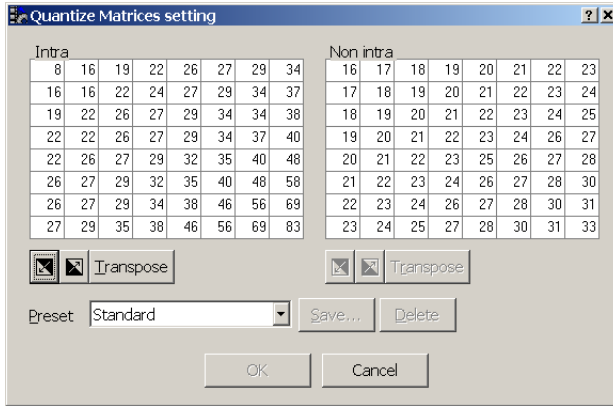 Quantize Matrices setting
Intra
Non intra
8 16 19 22 26 27 29 34
16 17 18 19 20 21 22 23
16 16 22 24 27 29 34 37
17 18 19 20 21 22 23 24
19 22 26 27 29 34 34 38
18 19 20 21 22 23 24 25
22 22 26 27 29 34 37 40
19 20 21 22 23 24 26 27
22 26 27 29 32 35 40 48
20 21 22 23 25 26 27 28
26 27 29 32 35 40 48 58
21 22 23 24 26 27 28 30
26 27 29 34 38 46 56 69
22 23 24 26 27 28 30 31
27 29 35 38 46 56 69 83
23 24 25 27 28 30 31 33
Transpose
Transpose
Preset Standard Save... Delete
OK Cancel